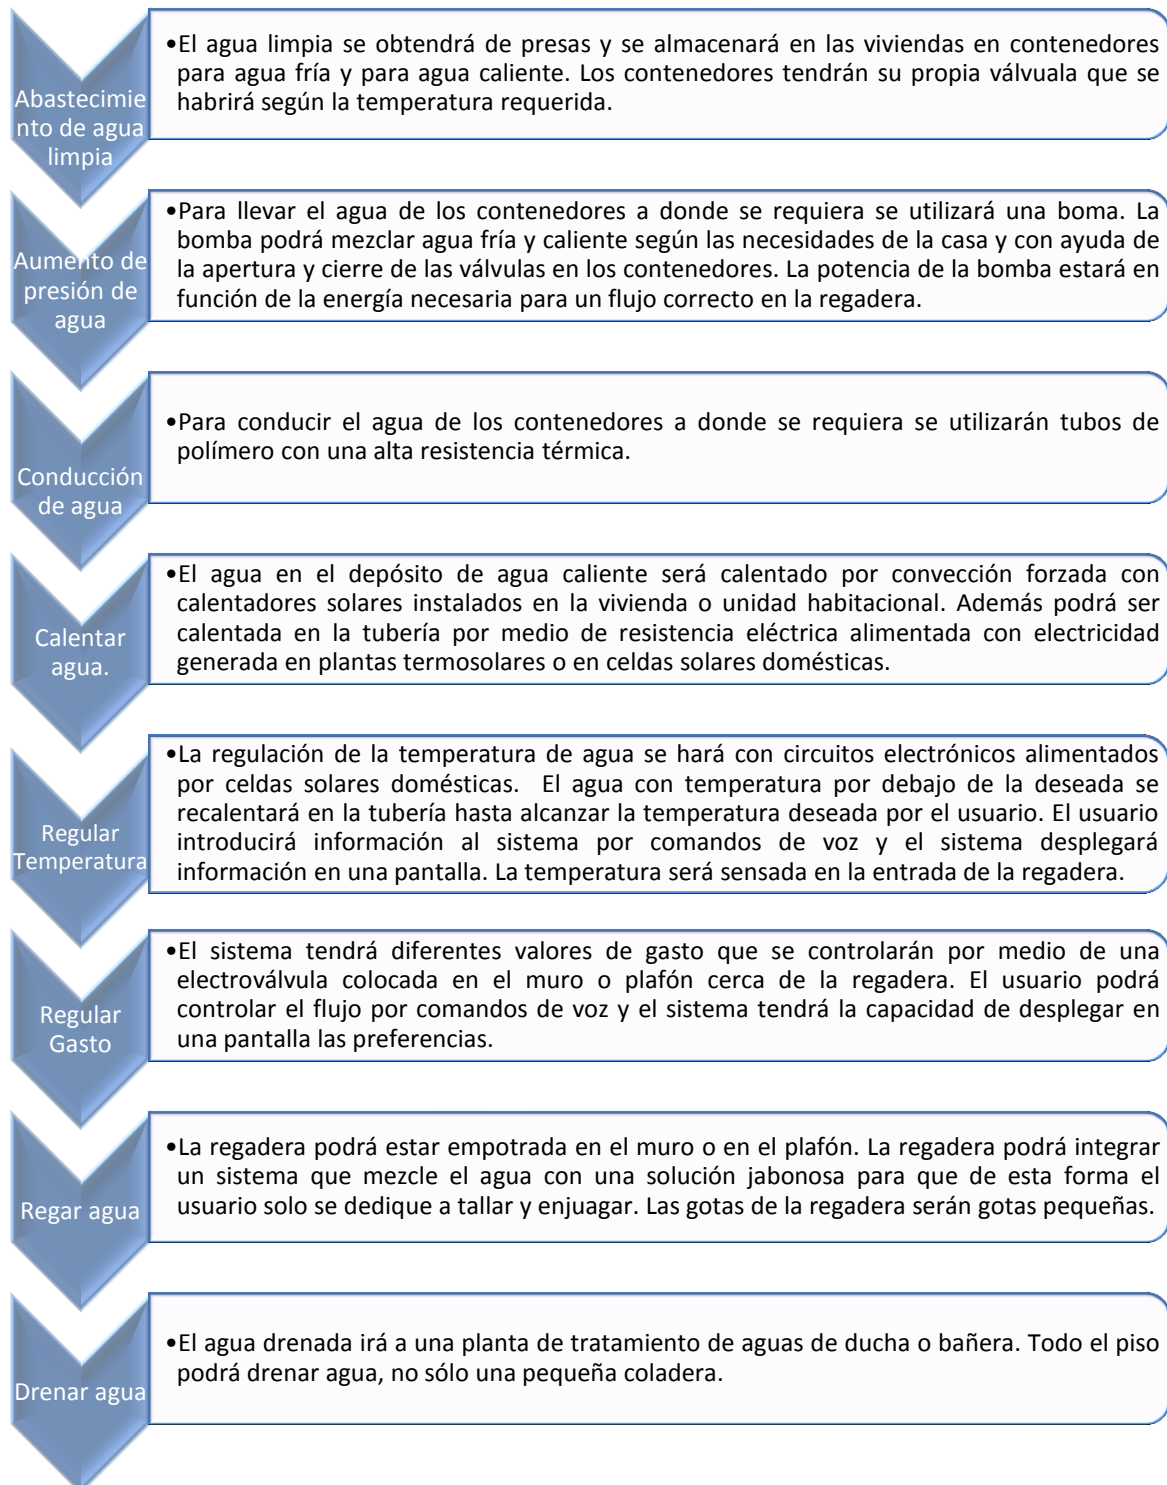 Abastecimie
nto de agua
limpia
•El agua limpia se obtendrá de presas y se almacenará en las viviendas en contenedores
para agua fría y para agua caliente. Los contenedores tendrán su propia válvuala que se
habrirá según la temperatura requerida.
Aumento de
presión de
agua
•Para llevar el agua de los contenedores a donde se requiera se utilizará una boma. La
bomba podrá mezclar agua fría y caliente según las necesidades de la casa y con ayuda de
la apertura y cierre de las válvulas en los contenedores. La potencia de la bomba estará en
función de la energía necesaria para un flujo correcto en la regadera.
Conducción
de agua
•Para conducir el agua de los contenedores a donde se requiera se utilizarán tubos de
polímero con una alta resistencia térmica.
Calentar
agua.
•El agua en el depósito de agua caliente será calentado por convección forzada con
calentadores solares instalados en la vivienda o unidad habitacional. Además podrá ser
calentada en la tubería por medio de resistencia eléctrica alimentada con electricidad
generada en plantas termosolares o en celdas solares domésticas.
Regular
Temperatura
•La regulación de la temperatura de agua se hará con circuitos electrónicos alimentados
por celdas solares domésticas. El agua con temperatura por debajo de la deseada se
recalentará en la tubería hasta alcanzar la temperatura deseada por el usuario. El usuario
introducirá información al sistema por comandos de voz y el sistema desplegará
información en una pantalla. La temperatura será sensada en la entrada de la regadera.
Regular
Gasto
•El sistema tendrá diferentes valores de gasto que se controlarán por medio de una
electroválvula colocada en el muro o plafón cerca de la regadera. El usuario podrá
controlar el flujo por comandos de voz y el sistema tendrá la capacidad de desplegar en
una pantalla las preferencias.
Regar agua
•La regadera podrá estar empotrada en el muro o en el plafón. La regadera podrá integrar
un sistema que mezcle el agua con una solución jabonosa para que de esta forma el
usuario solo se dedique a tallar y enjuagar. Las gotas de la regadera serán gotas pequeñas.
Drenar agua
•El agua drenada irá a una planta de tratamiento de aguas de ducha o bañera. Todo el piso
podrá drenar agua, no sólo una pequeña coladera.